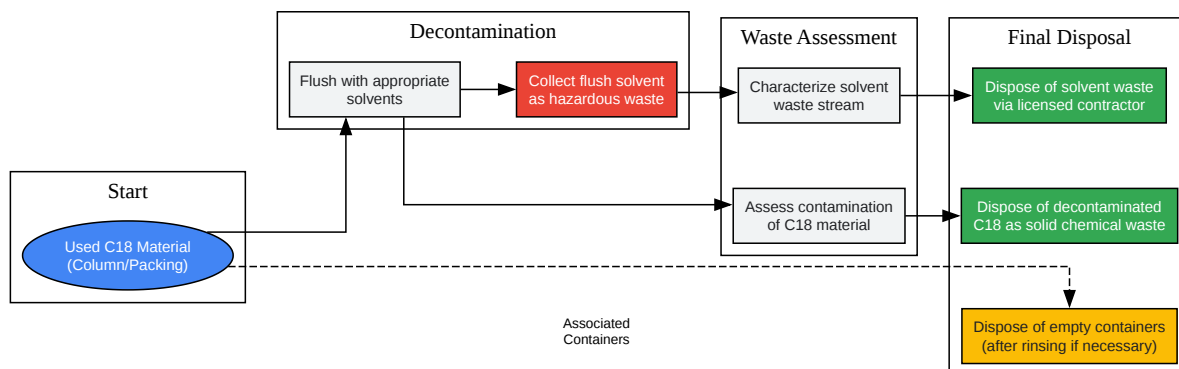 Decontamination
Flush with appropriate
solvents
Collect flush solvent
as hazardous waste
Waste Assessment
Characterize solvent
waste stream
Assess contamination
of C18 material
Final Disposal
Dispose of solvent waste
via licensed contractor
Dispose of decontaminated
C18 as solid chemical waste
Dispose of empty containers
(after rinsing if necessary)
Start
Used C18 Material
(Column/Packing)
Associated
Containers